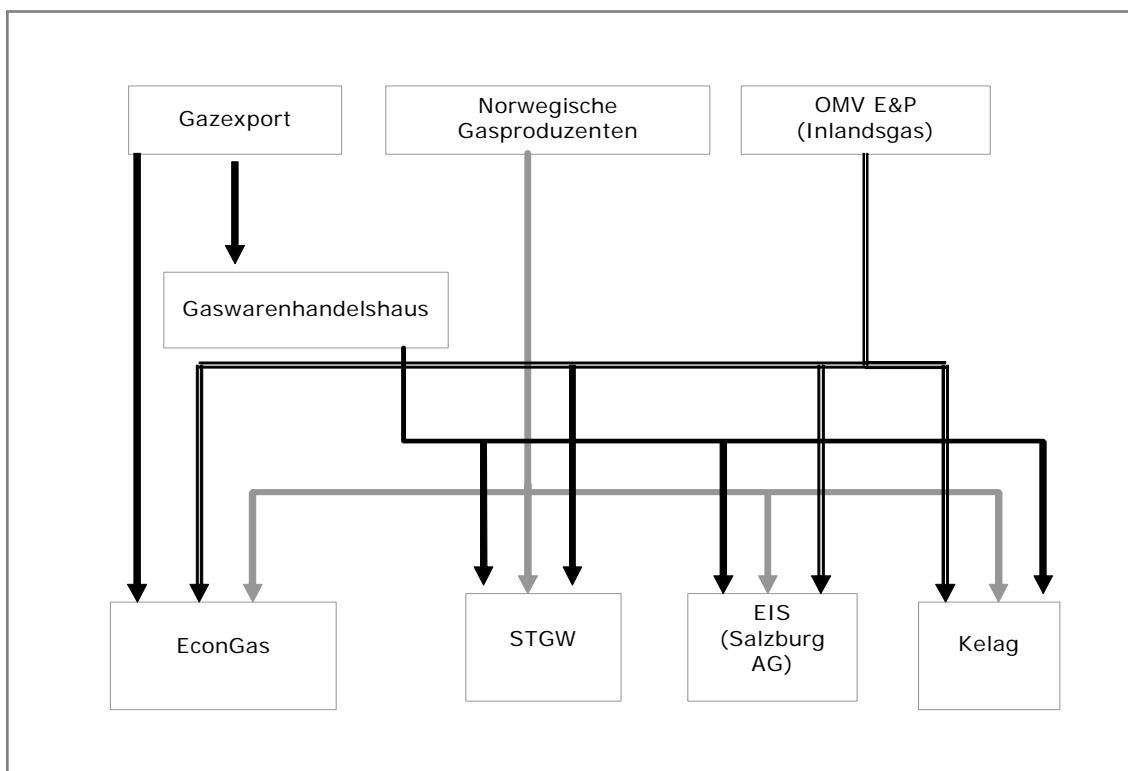 Gazexport
Norwegische
Gasproduzenten
OMV E&P
(Inlandsgas)
Gaswarenhandelshaus
EconGas
STGW
EIS
(Salzburg
AG)
Kelag